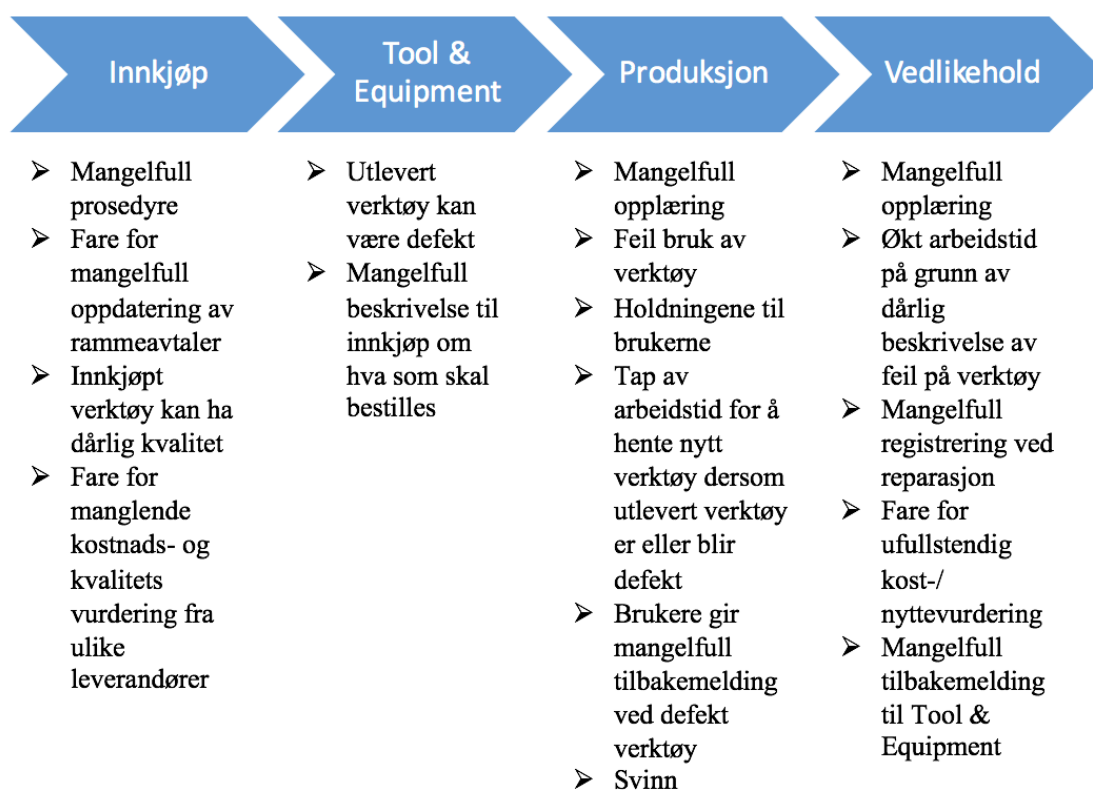 Innkjøp
Tool &
Equipment
Produksjon
Vedlikehold
➢ Mangelfull
prosedyre
➢ Fare for
mangelfull
oppdatering av
rammeavtaler
➢ Innkjøpt
verktøy kan ha
dårlig kvalitet
➢ Fare for
manglende
kostnads- og
kvalitets
vurdering fra
ulike
leverandører
➢ Utlevert
verktøy kan
være defekt
➢ Mangelfull
beskrivelse til
innkjøp om
hva som skal
bestilles
➢ Mangelfull
opplæring
➢ Feil bruk av
verktøy
➢ Holdningene til
brukerne
➢ Tap av
arbeidstid for å
hente nytt
verktøy dersom
utlevert verktøy
er eller blir
defekt
➢ Brukere gir
mangelfull
tilbakemelding
ved defekt
verktøy
➢ Svinn
➢ Mangelfull
opplæring
➢ Økt arbeidstid
på grunn av
dårlig
beskrivelse av
feil på verktøy
➢ Mangelfull
registrering ved
reparasjon
➢ Fare for
ufullstendig
kost-/
nyttevurdering
➢ Mangelfull
tilbakemelding
til Tool &
Equipment